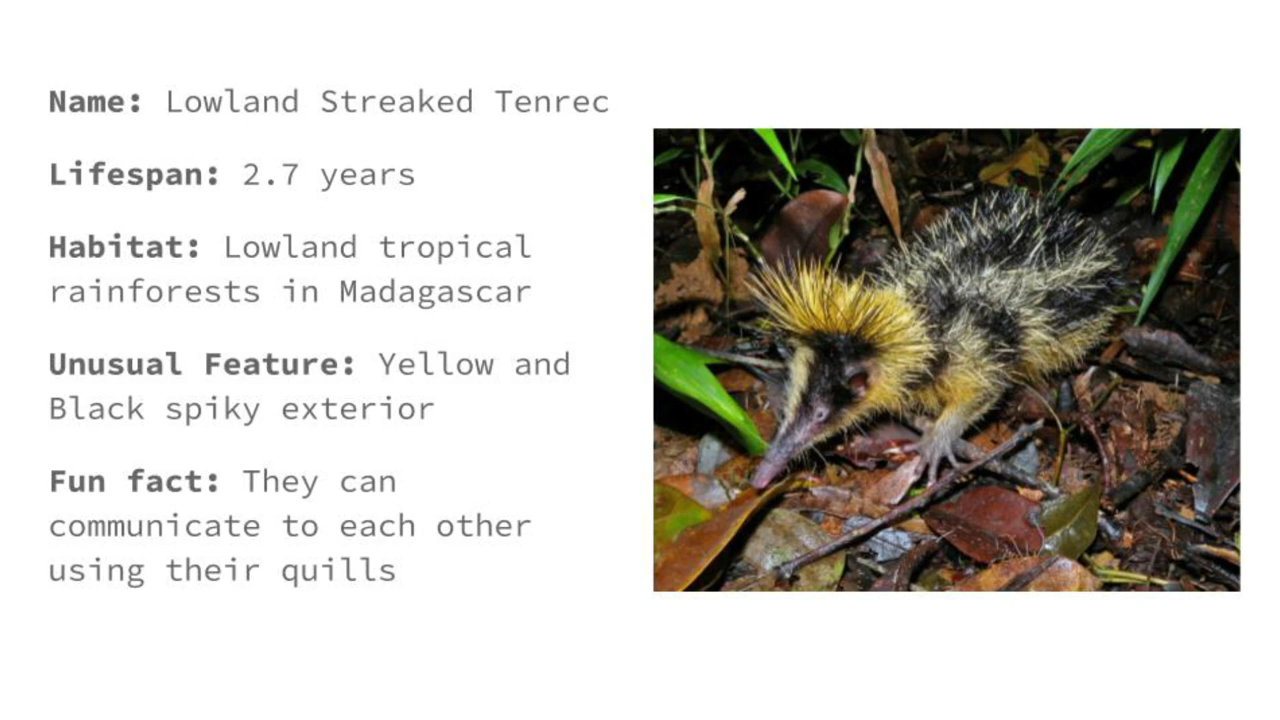 Name: Lowland Streaked Tenrec
Lifespan: 2.7 years
Habitat: Lowland tropical
rainforests in Madagascar
Unusual Feature: Yellow and
Black spiky exterior
Fun fact: They can
communicate to each other
using their quills